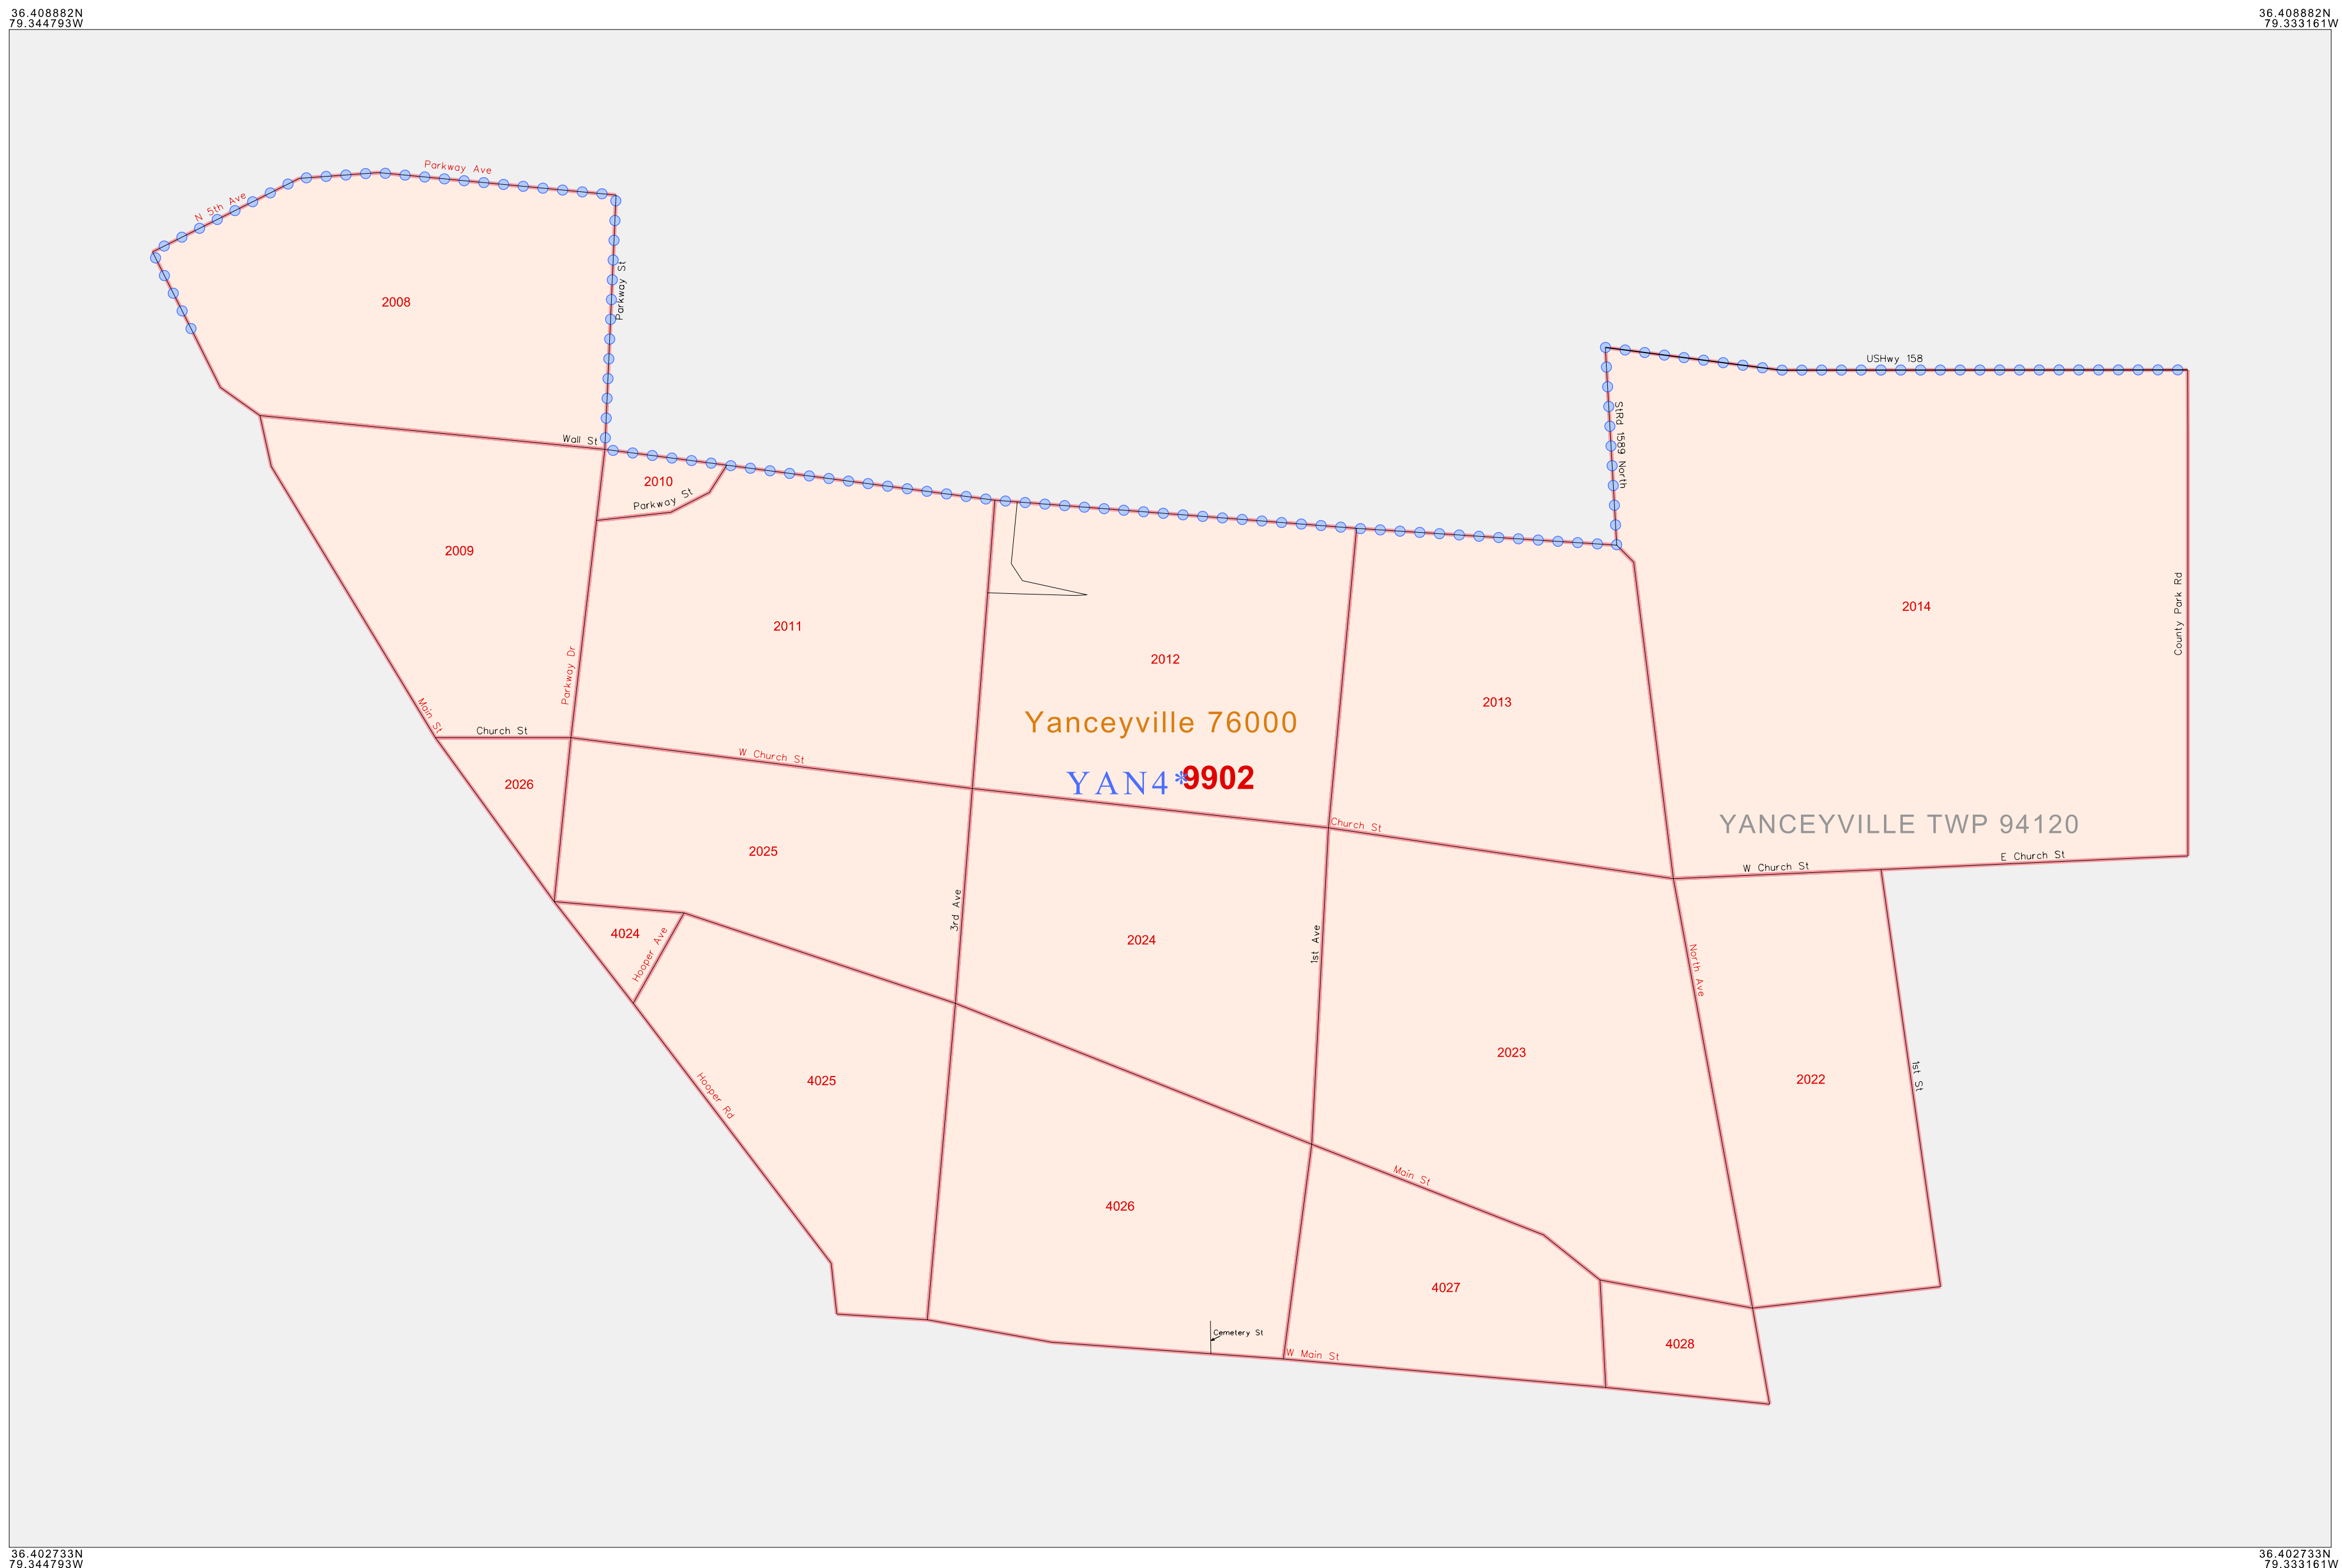 36.408882N
79.344793W
36.408882N
79.333161W
Parkway Ave
N 5th Ave
Parkway St
2008
USHwy 158
StRd 1589 North
Wall St
2010
Parkway St
2009
2011
2012
2013
2014
County Park Rd
Parkway Dr
Main St
Church St
W Church St
Yanceyville 76000
YAN4*
9902
2026
Church St
YANCEYVILLE TWP 94120
2025
W Church St
E Church St
3rd Ave
2024
1st Ave
4024
Hooper Ave
North Ave
2023
2022
1st St
4025
Hooper Rd
Main St
4026
4027
Cemetery St
W Main St
4028
36.402733N
79.344793W
36.402733N
79.333161W